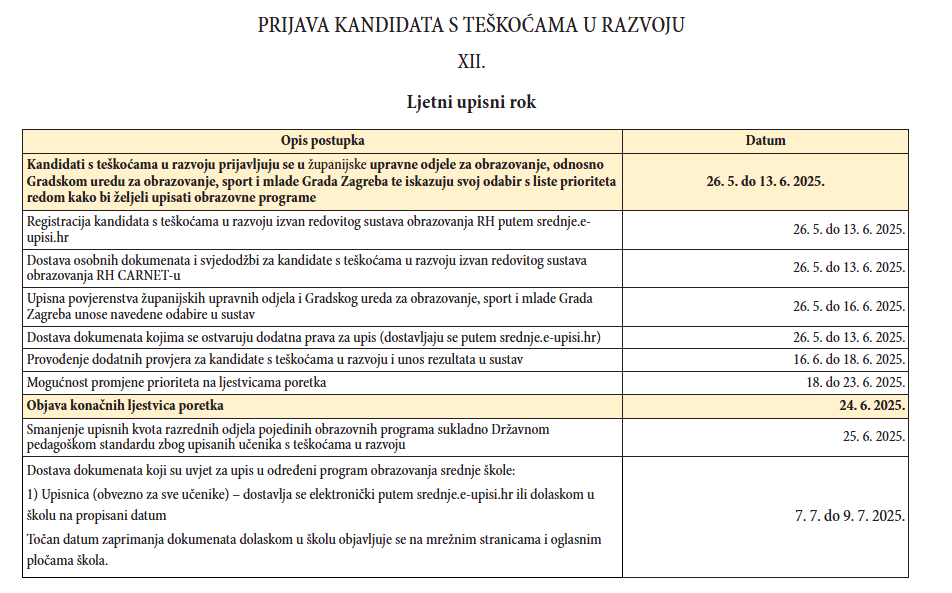 PRIJAVA KANDIDATA S TEŠKOĆAMA U RAZVOJU
XII.
Ljetni upisni rok
Opis postupka
Datum
Kandidati s teškoćama u razvoju prijavljuju se u županijske upravne odjele za obrazovanje, odnosno
Gradskom uredu za obrazovanje, sport i mlade Grada Zagreba te iskazuju svoj odabir s liste prioriteta
redom kako bi željeli upisati obrazovne programe
26. 5. do 13. 6. 2025.
Registracija kandidata s teškoćama u razvoju izvan redovitog sustava obrazovanja RH putem srednje.e-
upisi.hr
26. 5. do 13. 6. 2025.
Dostava osobnih dokumenata i svjedodžbi za kandidate s teškoćama u razvoju izvan redovitog sustava
obrazovanja RH CARNET-u
26. 5. do 13. 6. 2025.
Upisna povjerenstva županijskih upravnih odjela i Gradskog ureda za obrazovanje, sport i mlade Grada
Zagreba unose navedene odabire u sustav
26. 5. do 16. 6. 2025.
Dostava dokumenata kojima se ostvaruju dodatna prava za upis (dostavljaju se putem srednje.e-upisi.hr)
26. 5. do 13. 6. 2025.
Provođenje dodatnih provjera za kandidate s teškoćama u razvoju i unos rezultata u sustav
16. 6. do 18. 6. 2025.
Mogućnost promjene prioriteta na ljestvicama poretka
18. do 23. 6. 2025.
Objava konačnih ljestvica poretka
24. 6. 2025.
Smanjenje upisnih kvota razrednih odjela pojedinih obrazovnih programa sukladno Državnom
pedagoškom standardu zbog upisanih učenika s teškoćama u razvoju
25. 6. 2025.
Dostava dokumenata koji su uvjet za upis u određeni program obrazovanja srednje škole:
1) Upisnica (obvezno za sve učenike) – dostavlja se elektronički putem srednje.e-upisi.hr ili dolaskom u
školu na propisani datum
Točan datum zaprimanja dokumenata dolaskom u školu objavljuje se na mrežnim stranicama i oglasnim
pločama škola.
7. 7. do 9. 7. 2025.